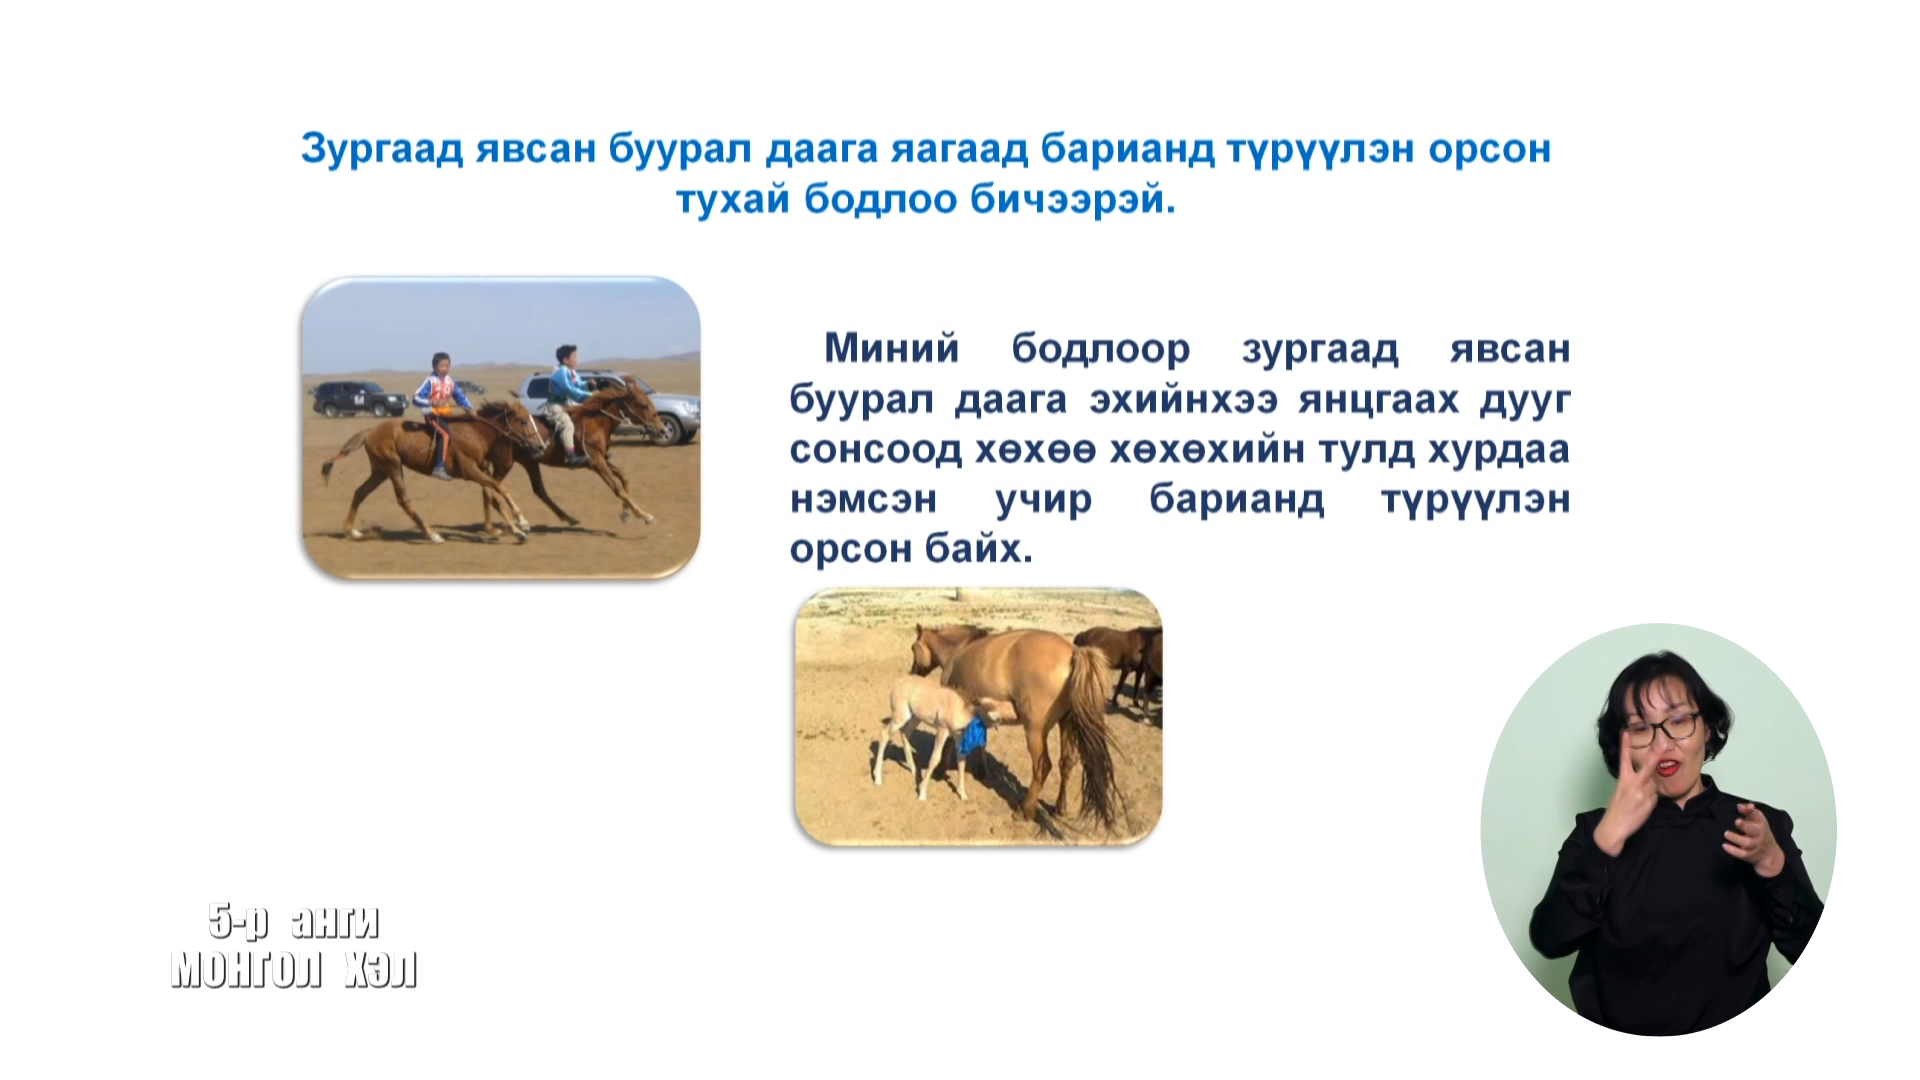 Зургаад явсан буурал даага яагаад барианд түрүүлэн орсон
тухай бодлоо бичээрэй.
Миний бодлоор зургаад явсан
буурал даага эхийнхээ янцгаах дууг
сонсоод хөхөө хөхөхийн тулд хурдаа
нэмсэн учир барианд түрүүлэн
орсон байх.
5-р анги
МОНГОЛ ХЭЛ